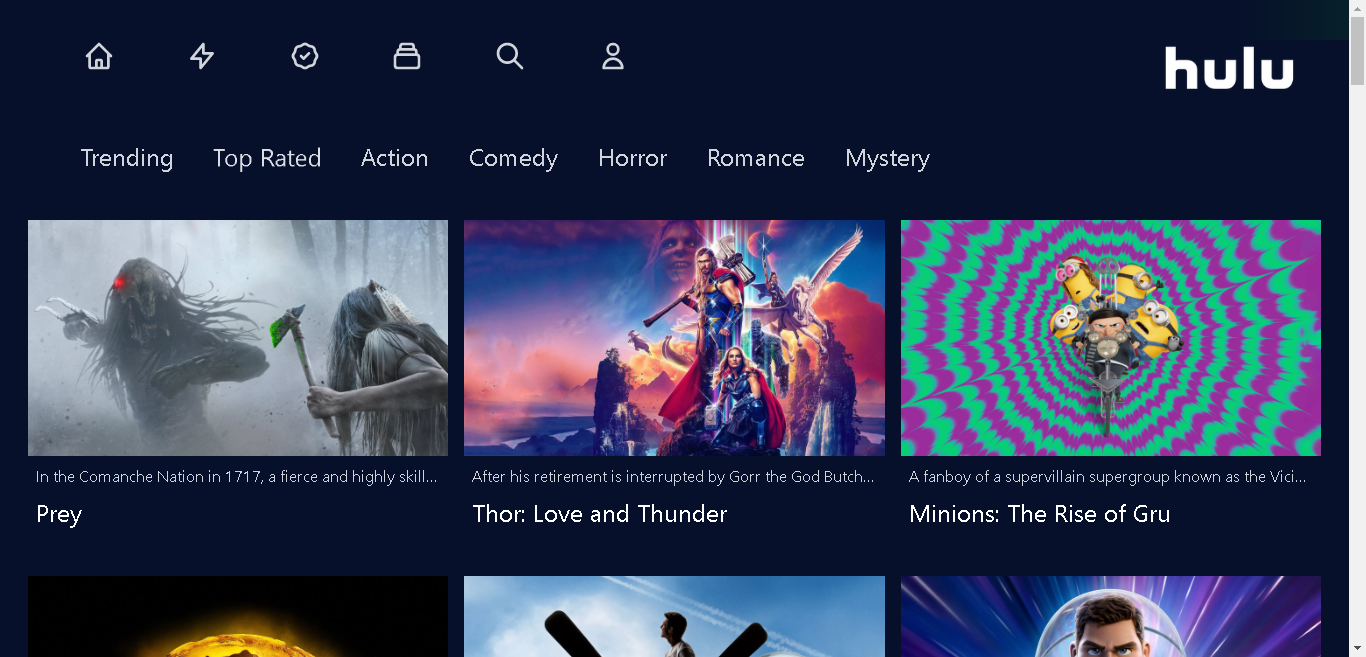 hulu
Trending
Top Rated
Action
Comedy
Horror
Romance
Mystery
In the Comanche Nation in 1717, a fierce and highly skill...
Prey
After his retirement is interrupted by Gorr the God Butch...
Thor: Love and Thunder
A fanboy of a supervillain supergroup known as the Vici...
Minions: The Rise of Gru